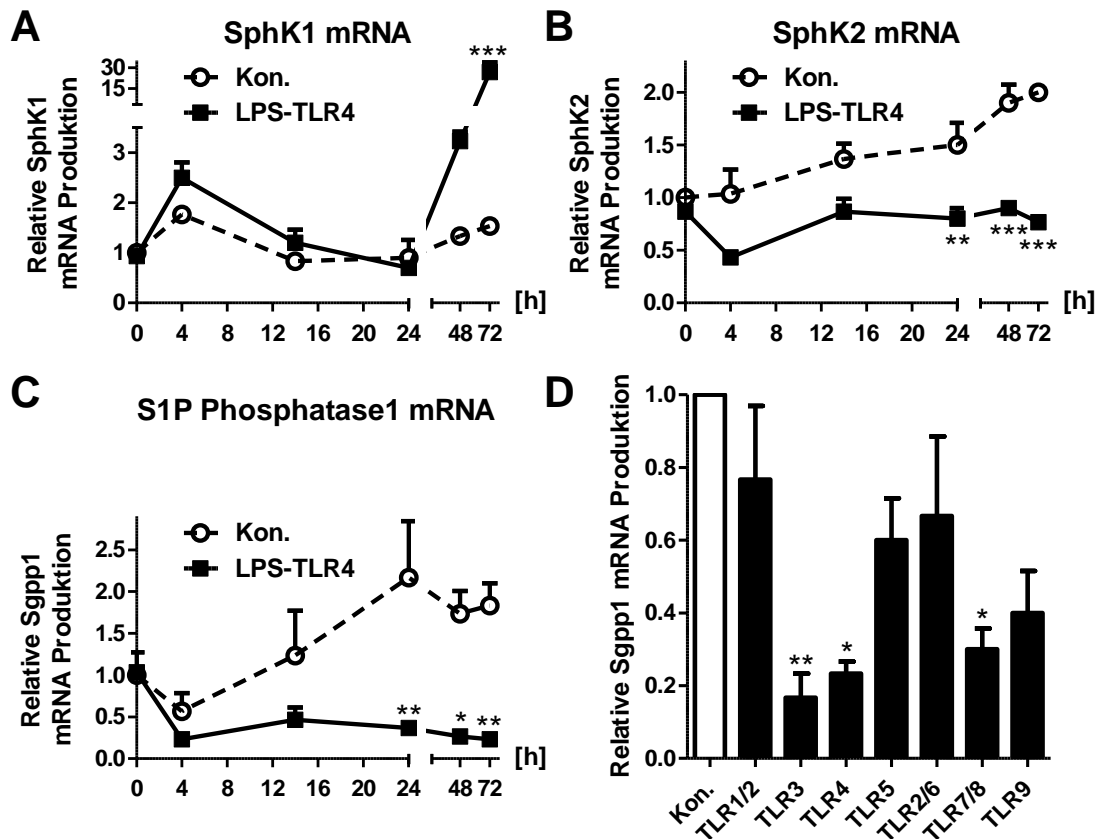 A
SphK1 mRNA
Relative SphK1
mRNA Produktion
30
15
3
2
1
0
Kon.
LPS-TLR4
***
0 4 8 12 16 20 24 48 72
[h]
B
SphK2 mRNA
Relative SphK2
mRNA Produktion
2.0
1.5
1.0
0.5
0.0
Kon.
LPS-TLR4
** *** ***
0 4 8 12 16 20 24 48 72
[h]
C
S1P Phosphatase1 mRNA
Relative Sgpp1
mRNA Produktion
2.5
2.0
1.5
1.0
0.5
0.0
Kon.
LPS-TLR4
** * **
0 4 8 12 16 20 24 48 72
[h]
D
Relative Sgpp1 mRNA Produktion
1.0
0.8
0.6
0.4
0.2
0.0
** * *
Kon. TLR1/2 TLR3 TLR4 TLR5 TLR2/6 TLR7/8 TLR9